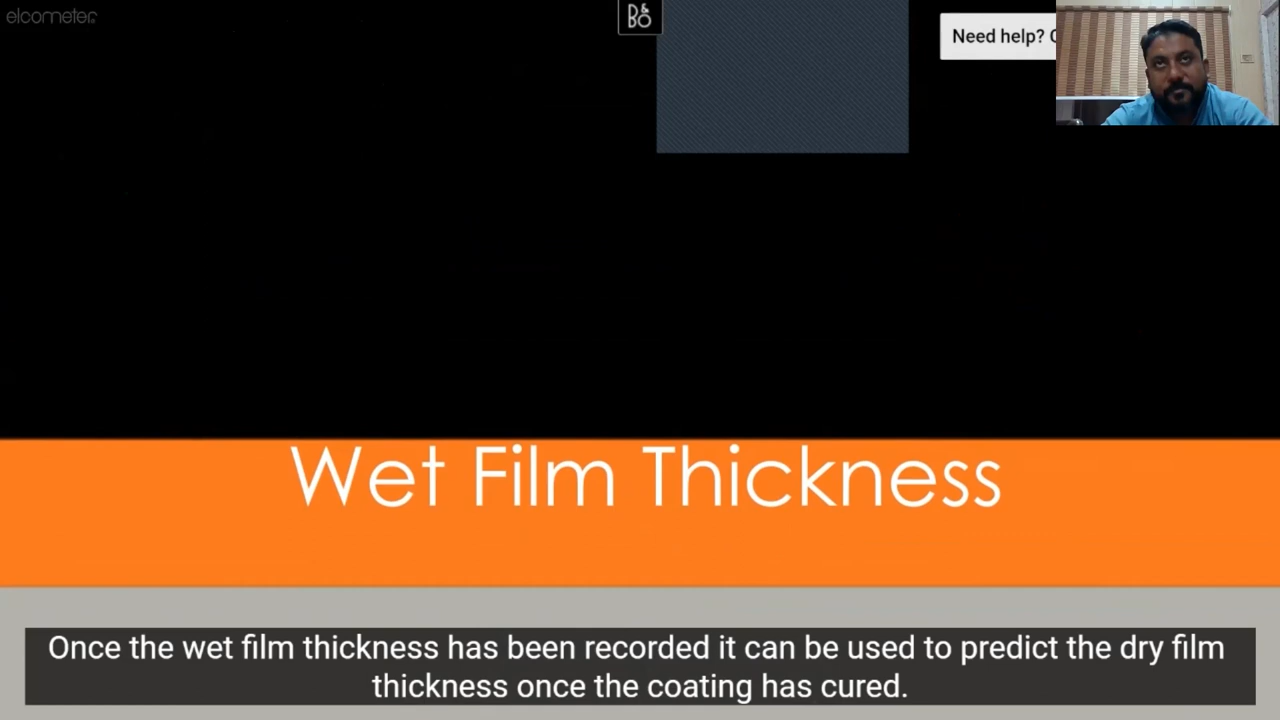 elcometer
B&O
Need help?
Wet Film Thickness
Once the wet film thickness has been recorded it can be used to predict the dry film
thickness once the coating has cured.